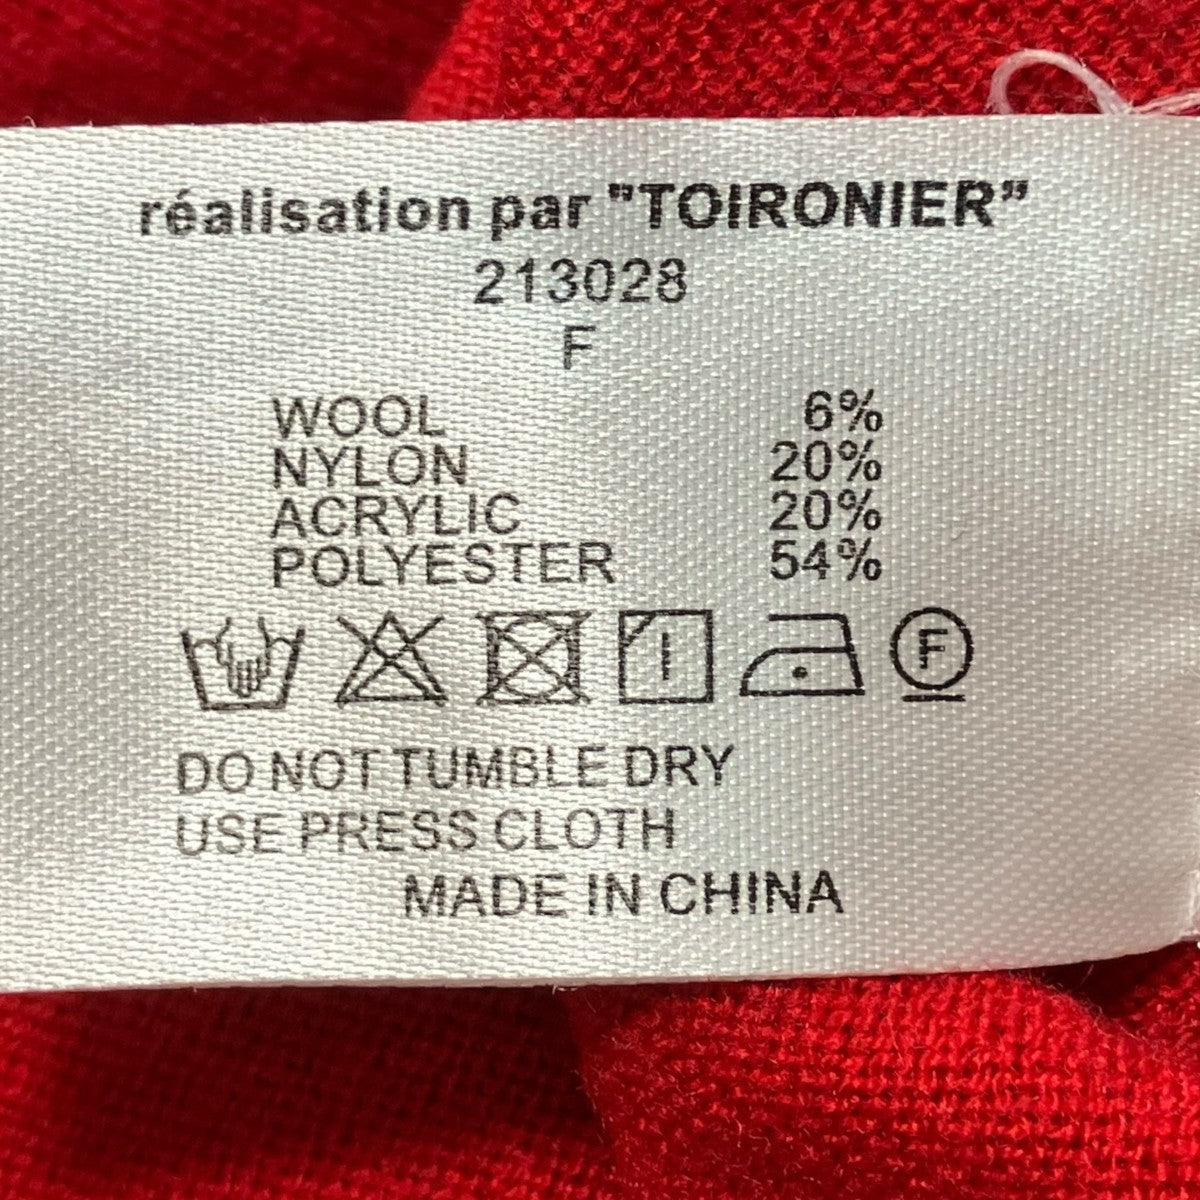 réalisation par "TOIRONIER"
213028
F
WOOL 6%
NYLON 20%
ACRYLIC 20%
POLYESTER 54%
F
DO NOT TUMBLE DRY
USE PRESS CLOTH
MADE IN CHINA